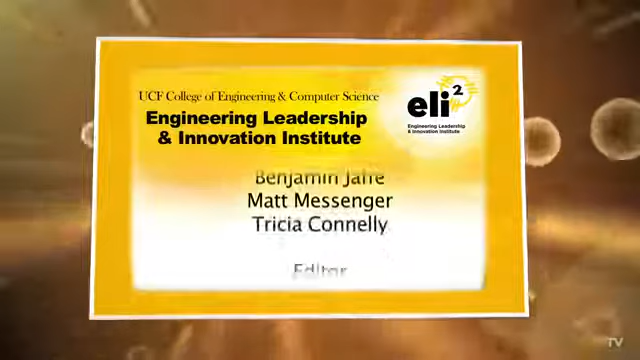 UCF College of Engineering & Computer Science
Engineering Leadership
& Innovation Institute
eli²
Engineering Leadership
& Innovation Institute
Benjamin Jaffe
Matt Messenger
Tricia Connelly
Editor
TV